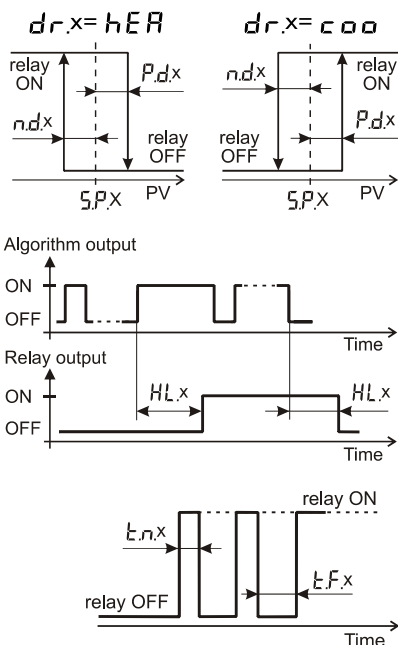 dr.x= hEA
dr.x= coo
relay
ON
P.d.x
n.d.x
relay
OFF
S.P.x
PV
n.d.x
relay
ON
P.d.x
relay
OFF
S.P.x
PV
Algorithm output
ON
OFF
Time
Relay output
ON
HL.x
HL.x
OFF
Time
relay ON
t.n.x
t.F.x
relay OFF
Time